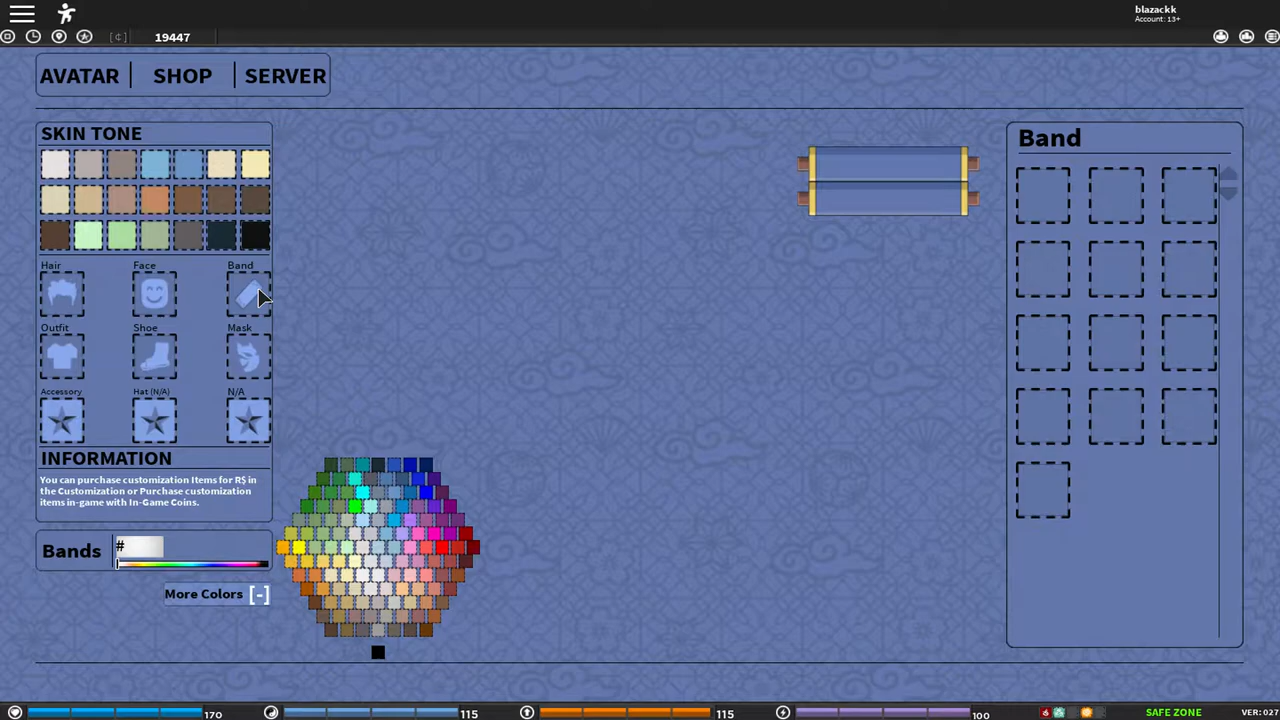 blazackk
Account: 13+
[¢] 19447
AVATAR | SHOP | SERVER
SKIN TONE
Hair Face Band
Outfit Shoe Mask
Accessory Hat (N/A) N/A
INFORMATION
You can purchase customization Items for R$ in
the Customization or Purchase customization
items in-game with In-Game Coins.
Bands #
More Colors [-]
Band
170 115 115 100 SAFE ZONE VER:027